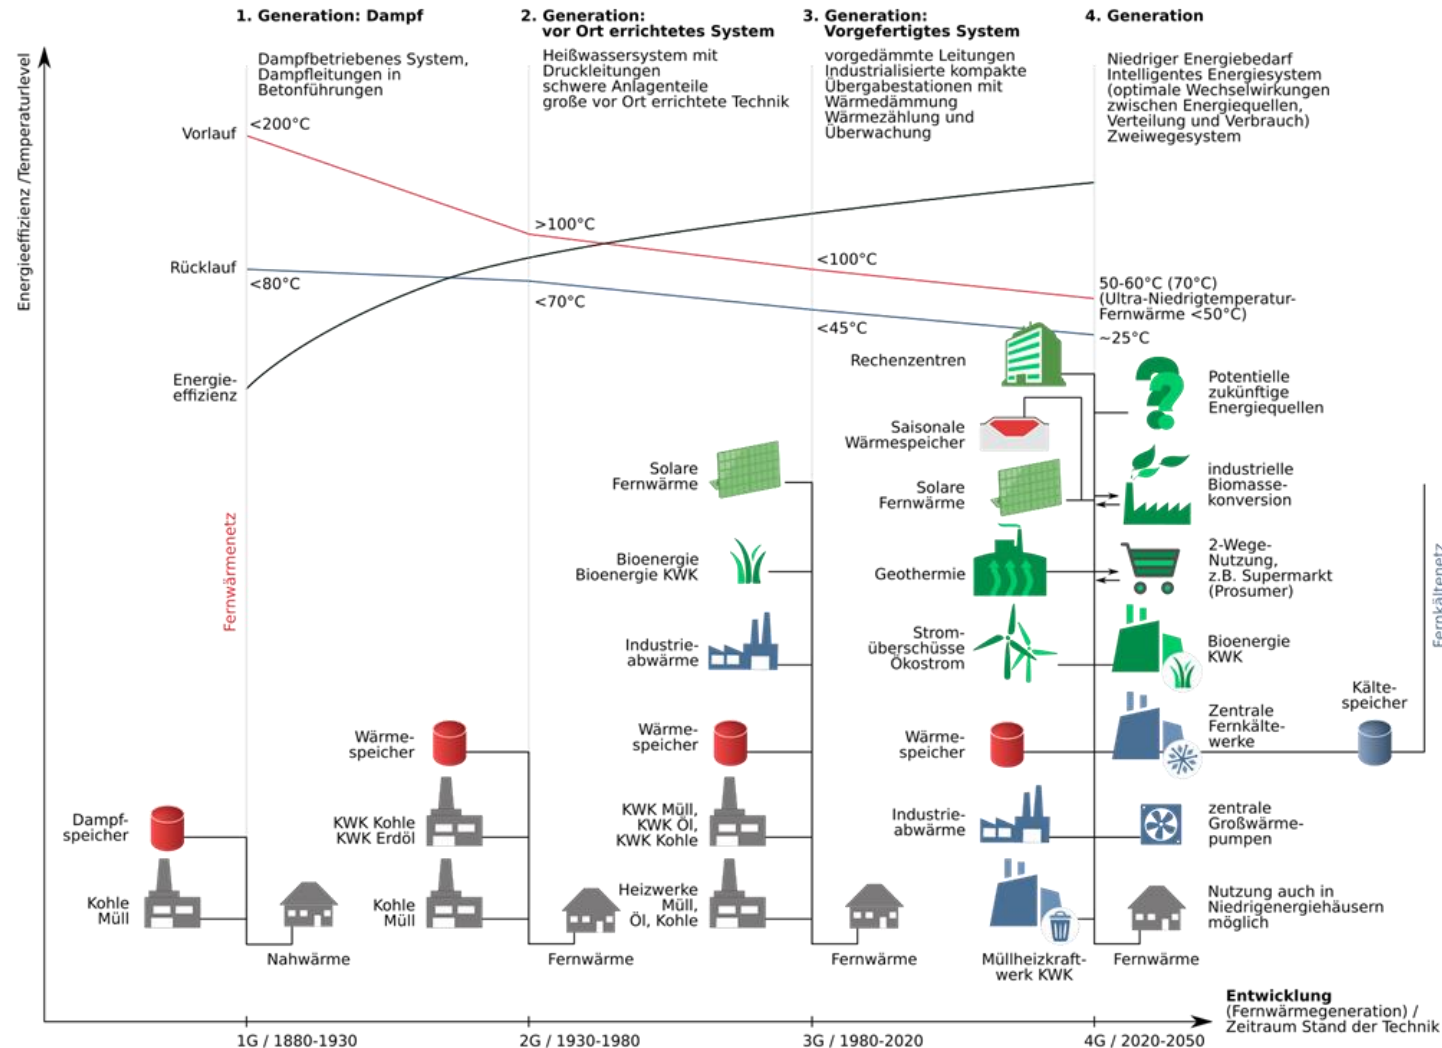 1. Generation: Dampf
Dampfbetriebenes System,
Dampfleitungen in
Betonführungen
2. Generation:
vor Ort errichtetes System
Heißwassersystem mit
Druckleitungen
schwere Anlagenteile
große vor Ort errichtete Technik
3. Generation:
Vorgefertigtes System
vorgedämmte Leitungen
Industrialisierte kompakte
Übergabestationen mit
Wärmedämmung
Wärmezählung und
Überwachung
4. Generation
Niedriger Energiebedarf
Intelligentes Energiesystem
(optimale Wechselwirkungen
zwischen Energiequellen,
Verteilung und Verbrauch)
Zweiwegesystem
Energieeffizienz /Temperaturlevel
Vorlauf
<200°C
>100°C
<100°C
50-60°C (70°C)
(Ultra-Niedrigtemperatur-
Fernwärme <50°C)
Rücklauf
<80°C
<70°C
<45°C
~25°C
Energie-
effizienz
Fernwärmenetz
Dampf-
speicher
Kohle
Müll
Nahwärme
Wärme-
speicher
KWK Kohle
KWK Erdöl
Kohle
Müll
Fernwärme
Solare
Fernwärme
Bioenergie
Bioenergie KWK
Industrie-
abwärme
Wärme-
speicher
KWK Müll,
KWK Öl,
KWK Kohle
Heizwerke
Müll,
Öl, Kohle
Fernwärme
Rechenzentren
Saisonale
Wärmespeicher
Solare
Fernwärme
Geothermie
Strom-
überschüsse
Ökostrom
Wärme-
speicher
Industrie-
abwärme
Müllheizkraft-
werk KWK
Potentielle
zukünftige
Energiequellen
industrielle
Biomasse-
konversion
2-Wege-
Nutzung,
z.B. Supermarkt
(Prosumer)
Bioenergie
KWK
Zentrale
Fernkälte-
werke
zentrale
Großwärme-
pumpen
Nutzung auch in
Niedrigenergiehäusern
möglich
Fernwärme
Kälte-
speicher
Fernkältenetz
Entwicklung
(Fernwärmegeneration) /
Zeitraum Stand der Technik
1G / 1880-1930
2G / 1930-1980
3G / 1980-2020
4G / 2020-2050